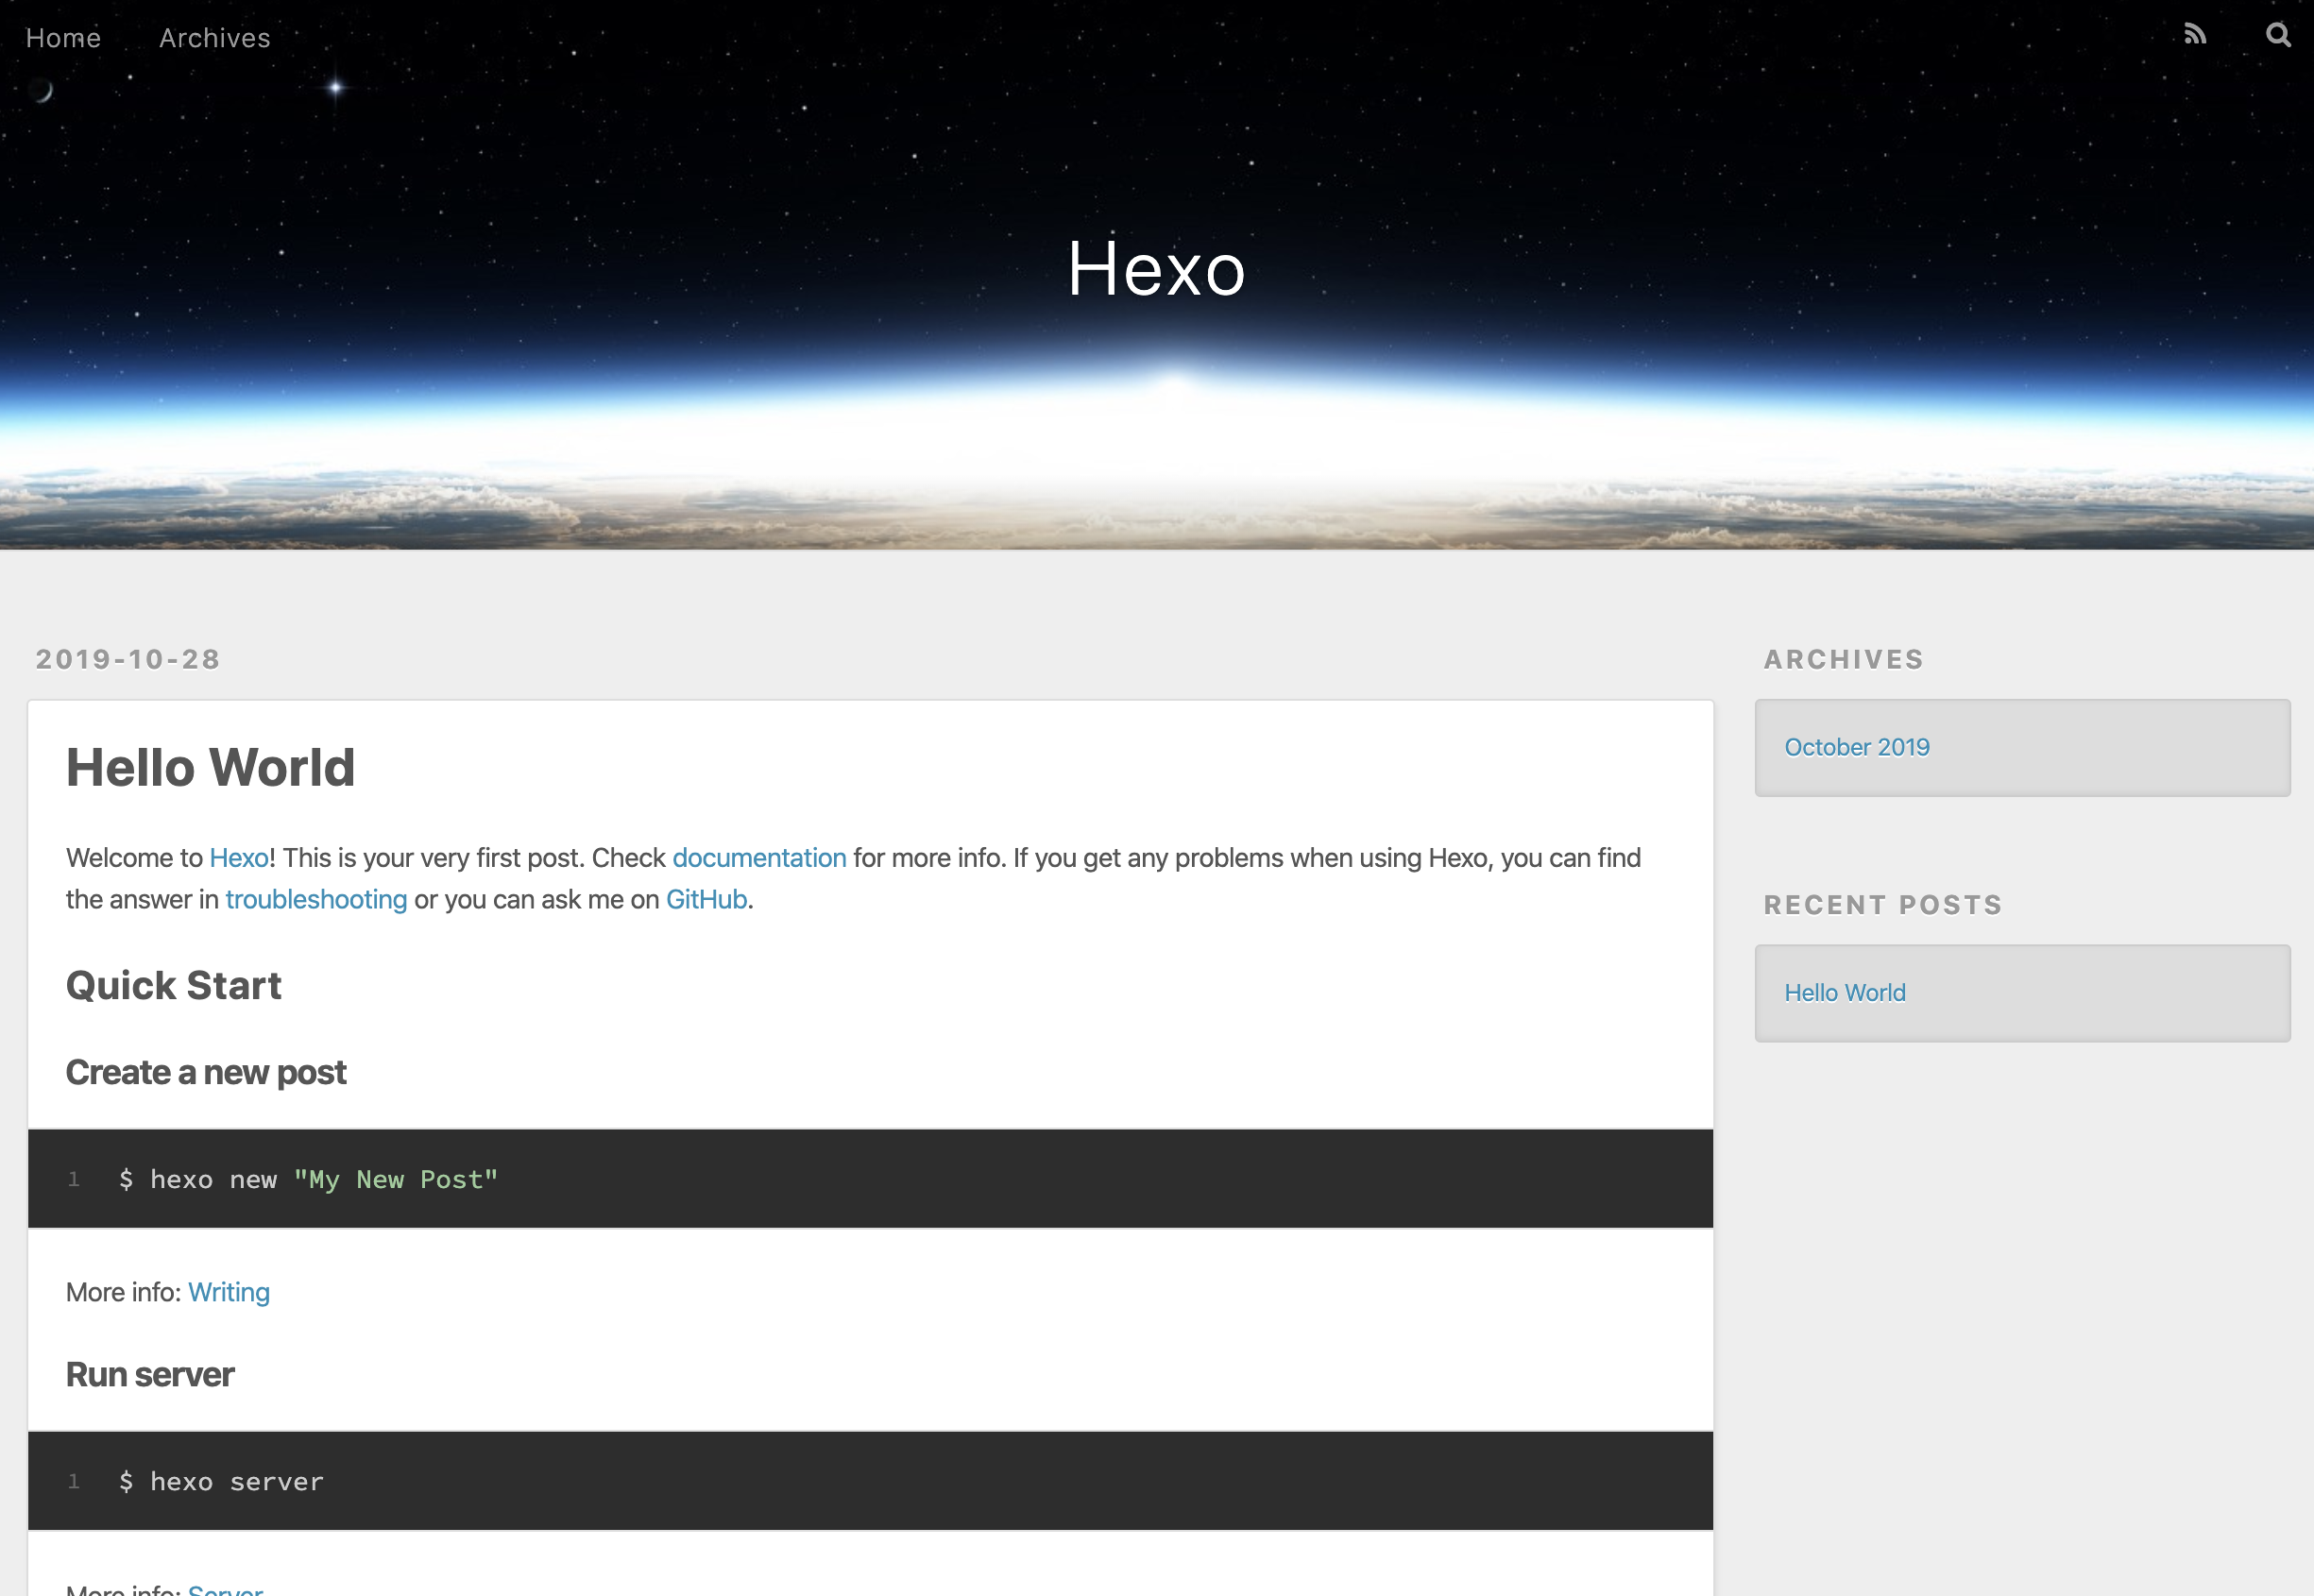 Home Archives
Hexo
2019-10-28
Hello World
Welcome to Hexo! This is your very first post. Check documentation for more info. If you get any problems when using Hexo, you can find
the answer in troubleshooting or you can ask me on GitHub.
Quick Start
Create a new post
1 $ hexo new "My New Post"
More info: Writing
Run server
1 $ hexo server
More info: Server
ARCHIVES
October 2019
RECENT POSTS
Hello World